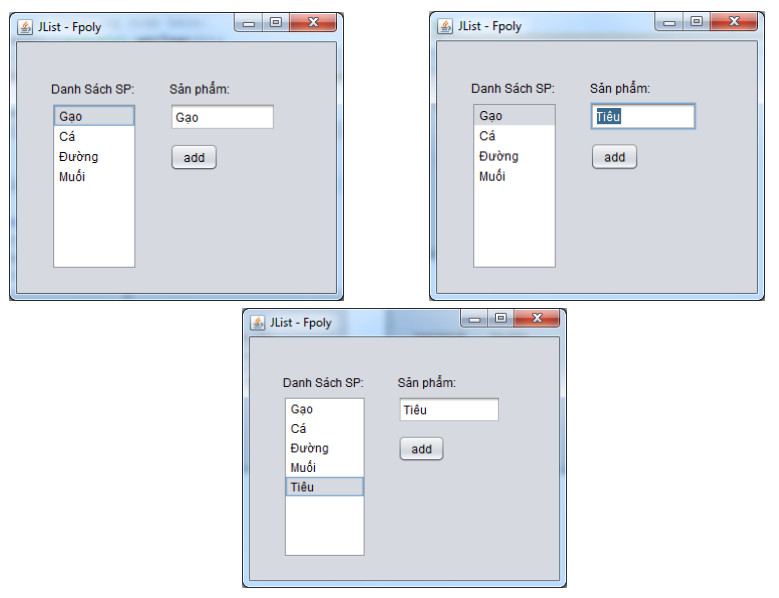 JList - Fpoly
Danh Sách SP: Sản phẩm:
Gạo Gạo
Cá
Đường add
Muối
JList - Fpoly
Danh Sách SP: Sản phẩm:
Gạo Tiêu
Cá
Đường add
Muối
JList - Fpoly
Danh Sách SP: Sản phẩm:
Gạo Tiêu
Cá
Đường add
Muối
Tiêu